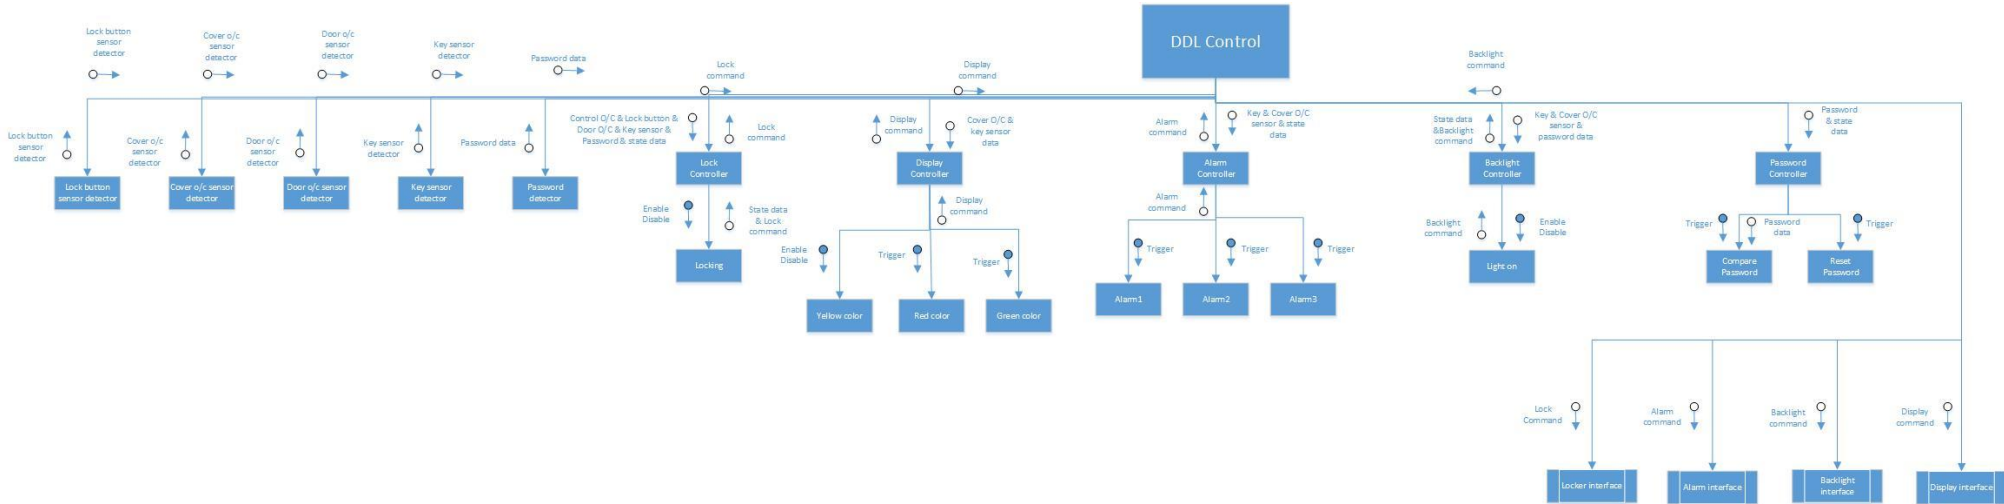 DDL Control
Lock button
sensor
detector
Cover o/c
sensor
detector
Door o/c
sensor
detector
Key sensor
detector
Password data
Lock
command
Display
command
Backlight
command
Lock button
sensor
detector
Cover o/c
sensor
detector
Door o/c
sensor
detector
Key sensor
detector
Password data
Control O/C & Lock button &
Door O/C & Key sensor &
Password & state data
Lock
command
Display
command
Cover O/C &
key sensor
data
Alarm
command
Key & Cover O/C
sensor & state
data
State data
&Backlight
command
Key & Cover O/C
sensor &
password data
Password
& state
data
Lock button
sensor detector
Cover o/c sensor
detector
Door o/c sensor
detector
Key sensor
detector
Password
detector
Lock
Controller
Display
Controller
Alarm
Controller
Backlight
Controller
Password
Controller
Enable
Disable
State data
& Lock
command
Display
command
Alarm
command
Backlight
command
Enable
Disable
Trigger
Password
data
Trigger
Enable
Disable
Trigger
Trigger
Trigger
Trigger
Trigger
Locking
Light on
Compare
Password
Reset
Password
Yellow color
Red color
Green color
Alarm1
Alarm2
Alarm3
Lock
Command
Alarm
command
Backlight
command
Display
command
Locker interface
Alarm interface
Backlight
interface
Display interface